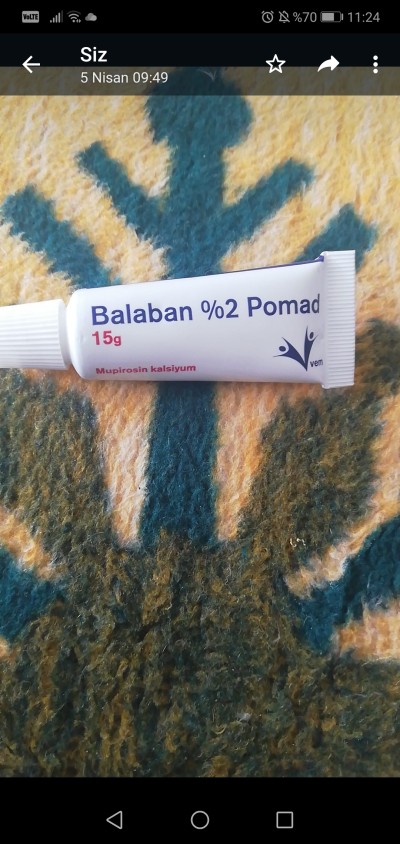 VoLTE
%70
11:24
Siz
5 Nisan 09:49
Balaban %2 Pomad
15g
Mupirosin kalsiyum
vem